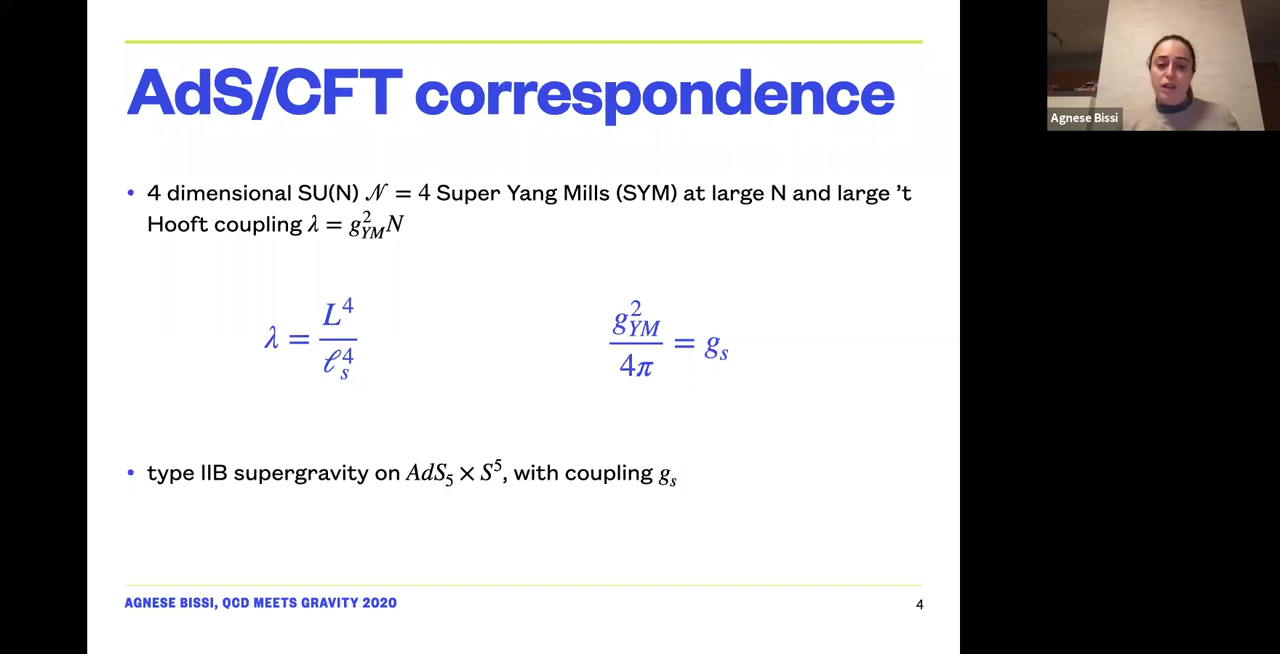 AdS/CFT correspondence
Agnese Bissi
• 4 dimensional SU(N) 𝒩 = 4 Super Yang Mills (SYM) at large N and large ’t
Hooft coupling λ = g²_YM N
λ = L⁴/ℓ_s⁴
g²_YM/4π = g_s
• type IIB supergravity on AdS₅ × S⁵, with coupling g_s
AGNESE BISSI, QCD MEETS GRAVITY 2020
4